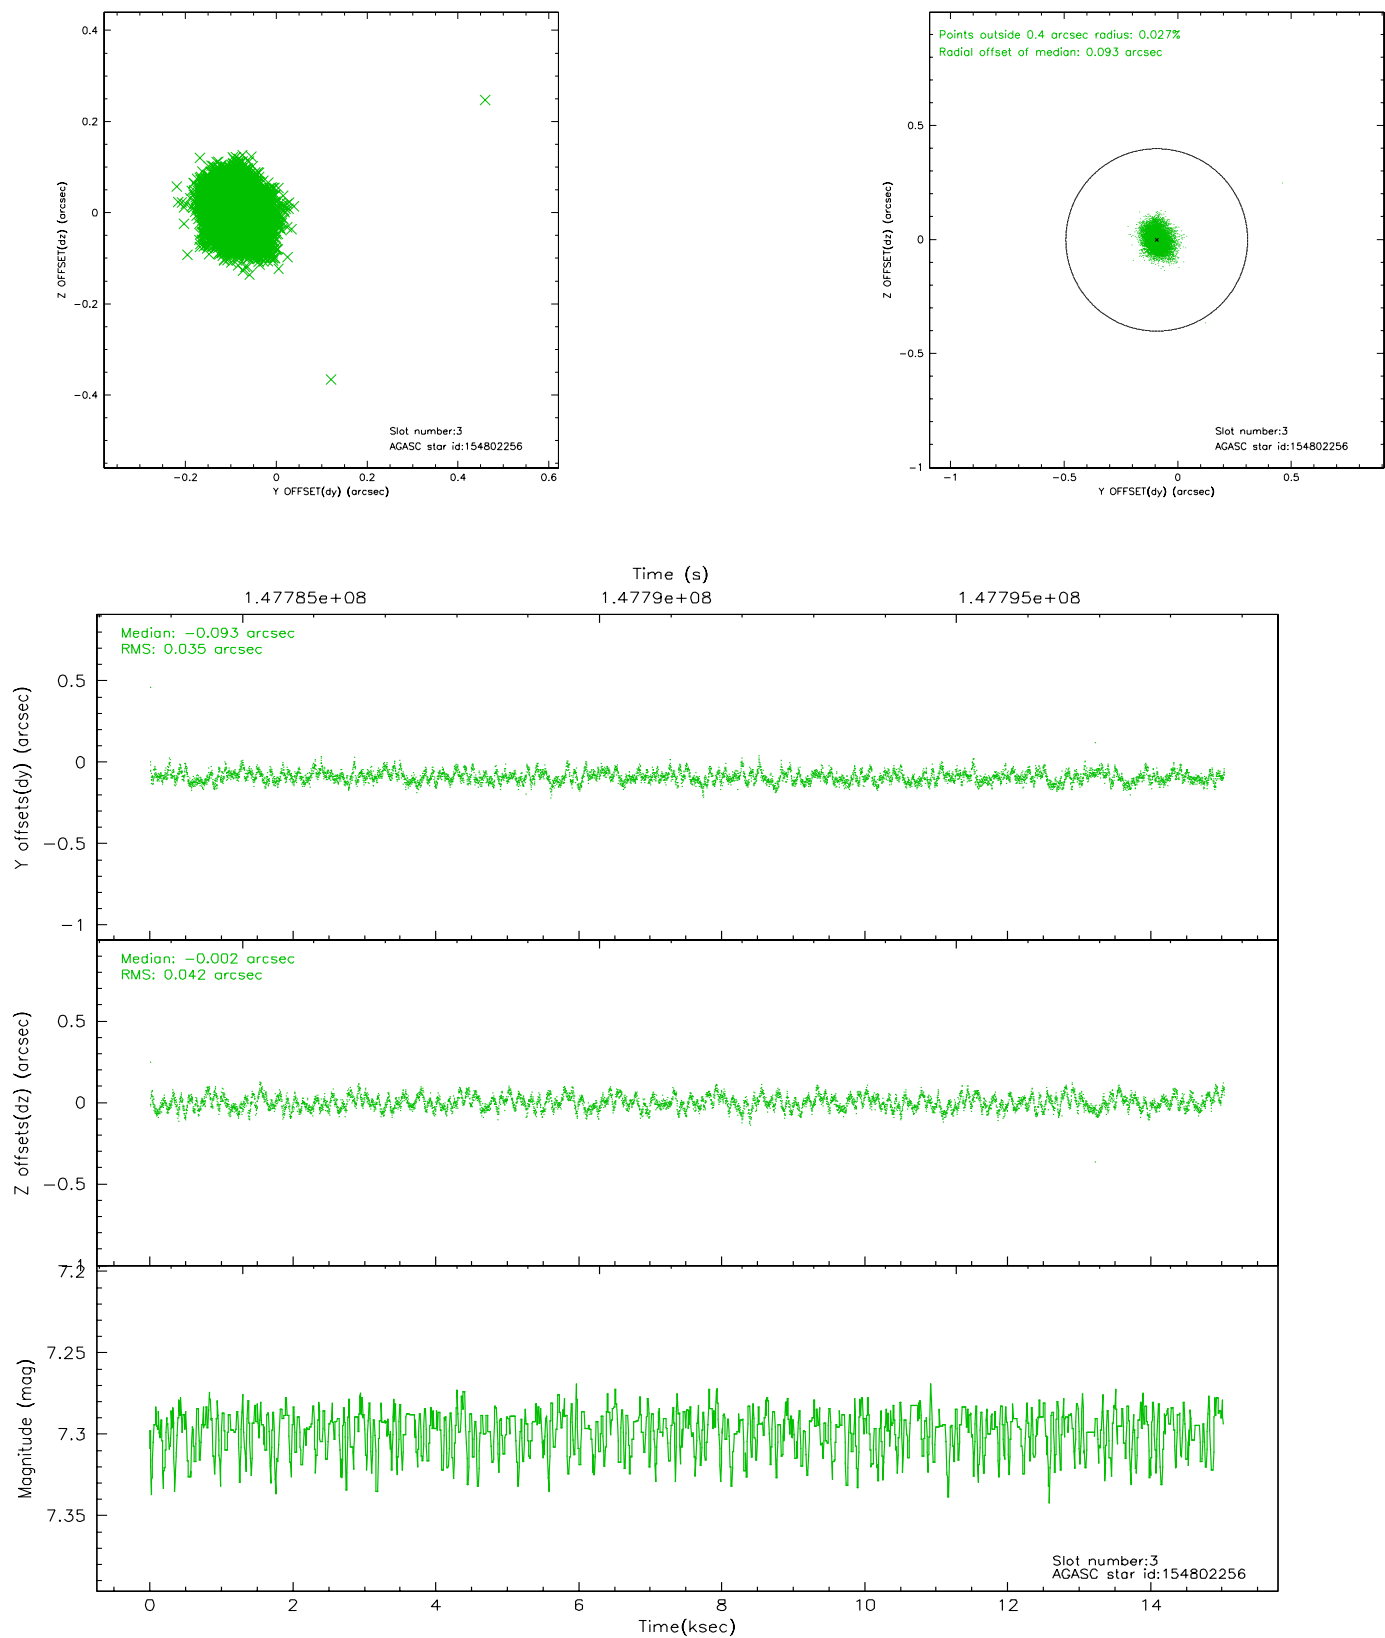 0.4
0.2
0
−0.2
−0.4
Z OFFSET(dz) (arcsec)
Slot number:3
AGASC star id:154802256
−0.2 0 0.2 0.4 0.6
Y OFFSET(dy) (arcsec)
Points outside 0.4 arcsec radius: 0.027%
Radial offset of median: 0.093 arcsec
0.5
0
−0.5
−1
Z OFFSET(dz) (arcsec)
Slot number:3
AGASC star id:154802256
−1 −0.5 0 0.5
Y OFFSET(dy) (arcsec)
Time (s)
1.47785e+08 1.4779e+08 1.47795e+08
Median: −0.093 arcsec
RMS: 0.035 arcsec
0.5
0
−0.5
−1
Y offsets(dy) (arcsec)
Median: −0.002 arcsec
RMS: 0.042 arcsec
0.5
0
−0.5
−1
Z offsets(dz) (arcsec)
7.2
7.25
7.3
7.35
Magnitude (mag)
Slot number:3
AGASC star id:154802256
0 2 4 6 8 10 12 14
Time(ksec)